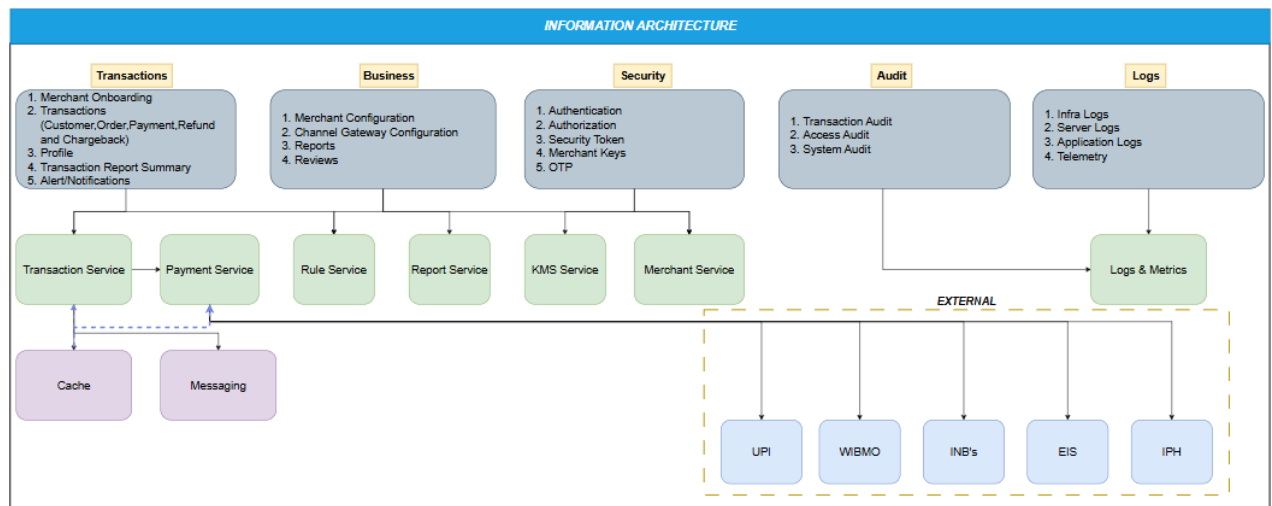 INFORMATION ARCHITECTURE
Transactions
1. Merchant Onboarding
2. Transactions
(Customer,Order,Payment,Refund
and Chargeback)
3. Profile
4. Transaction Report Summary
5. Alert/Notifications
Business
1. Merchant Configuration
2. Channel Gateway Configuration
3. Reports
4. Reviews
Security
1. Authentication
2. Authorization
3. Security Token
4. Merchant Keys
5. OTP
Audit
1. Transaction Audit
2. Access Audit
3. System Audit
Logs
1. Infra Logs
2. Server Logs
3. Application Logs
4. Telemetry
Transaction Service
Payment Service
Rule Service
Report Service
KMS Service
Merchant Service
Logs & Metrics
EXTERNAL
Cache
Messaging
UPI
WIBMO
INB's
EIS
IPH